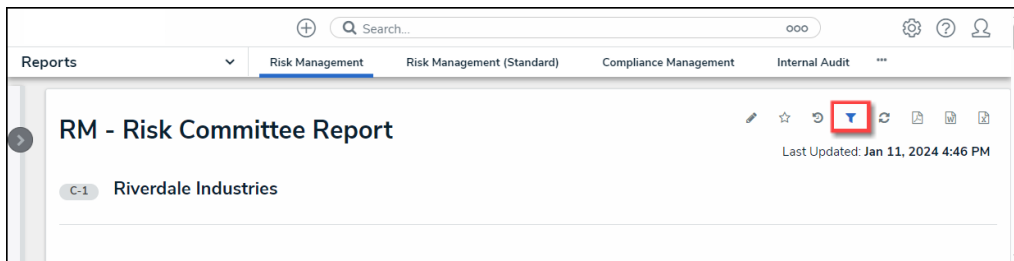 Search...
ooo
Reports
Risk Management
Risk Management (Standard)
Compliance Management
Internal Audit
RM - Risk Committee Report
Last Updated: Jan 11, 2024 4:46 PM
C-1 Riverdale Industries